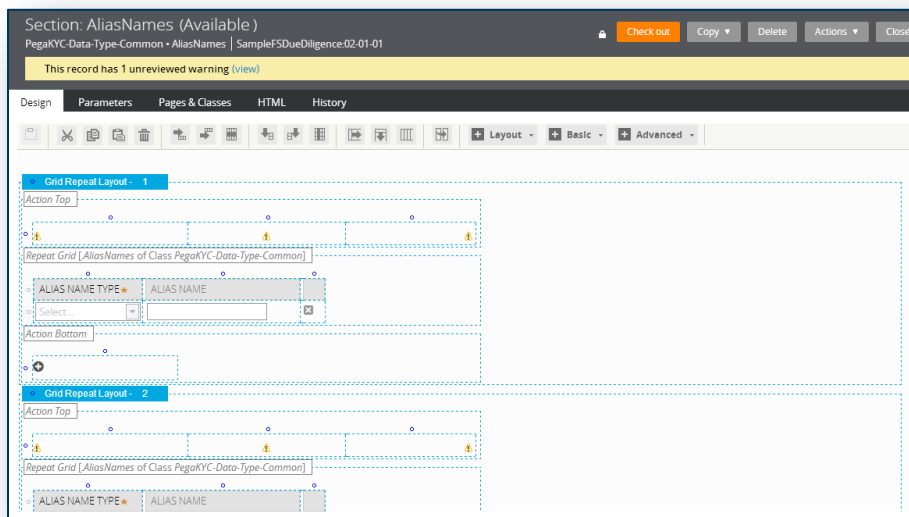 Section: AliasNames (Available)
PegaKYC-Data-Type-Common • AliasNames | SampleFSDueDiligence:02-01-01
Check out Copy Delete Actions Close
This record has 1 unreviewed warning (view)
Design Parameters Pages & Classes HTML History
Layout Basic Advanced
Grid Repeat Layout - 1
Action Top
Repeat Grid [.AliasNames of Class PegaKYC-Data-Type-Common]
ALIAS NAME TYPE* ALIAS NAME
Select...
Action Bottom
Grid Repeat Layout - 2
Action Top
Repeat Grid [.AliasNames of Class PegaKYC-Data-Type-Common]
ALIAS NAME TYPE* ALIAS NAME